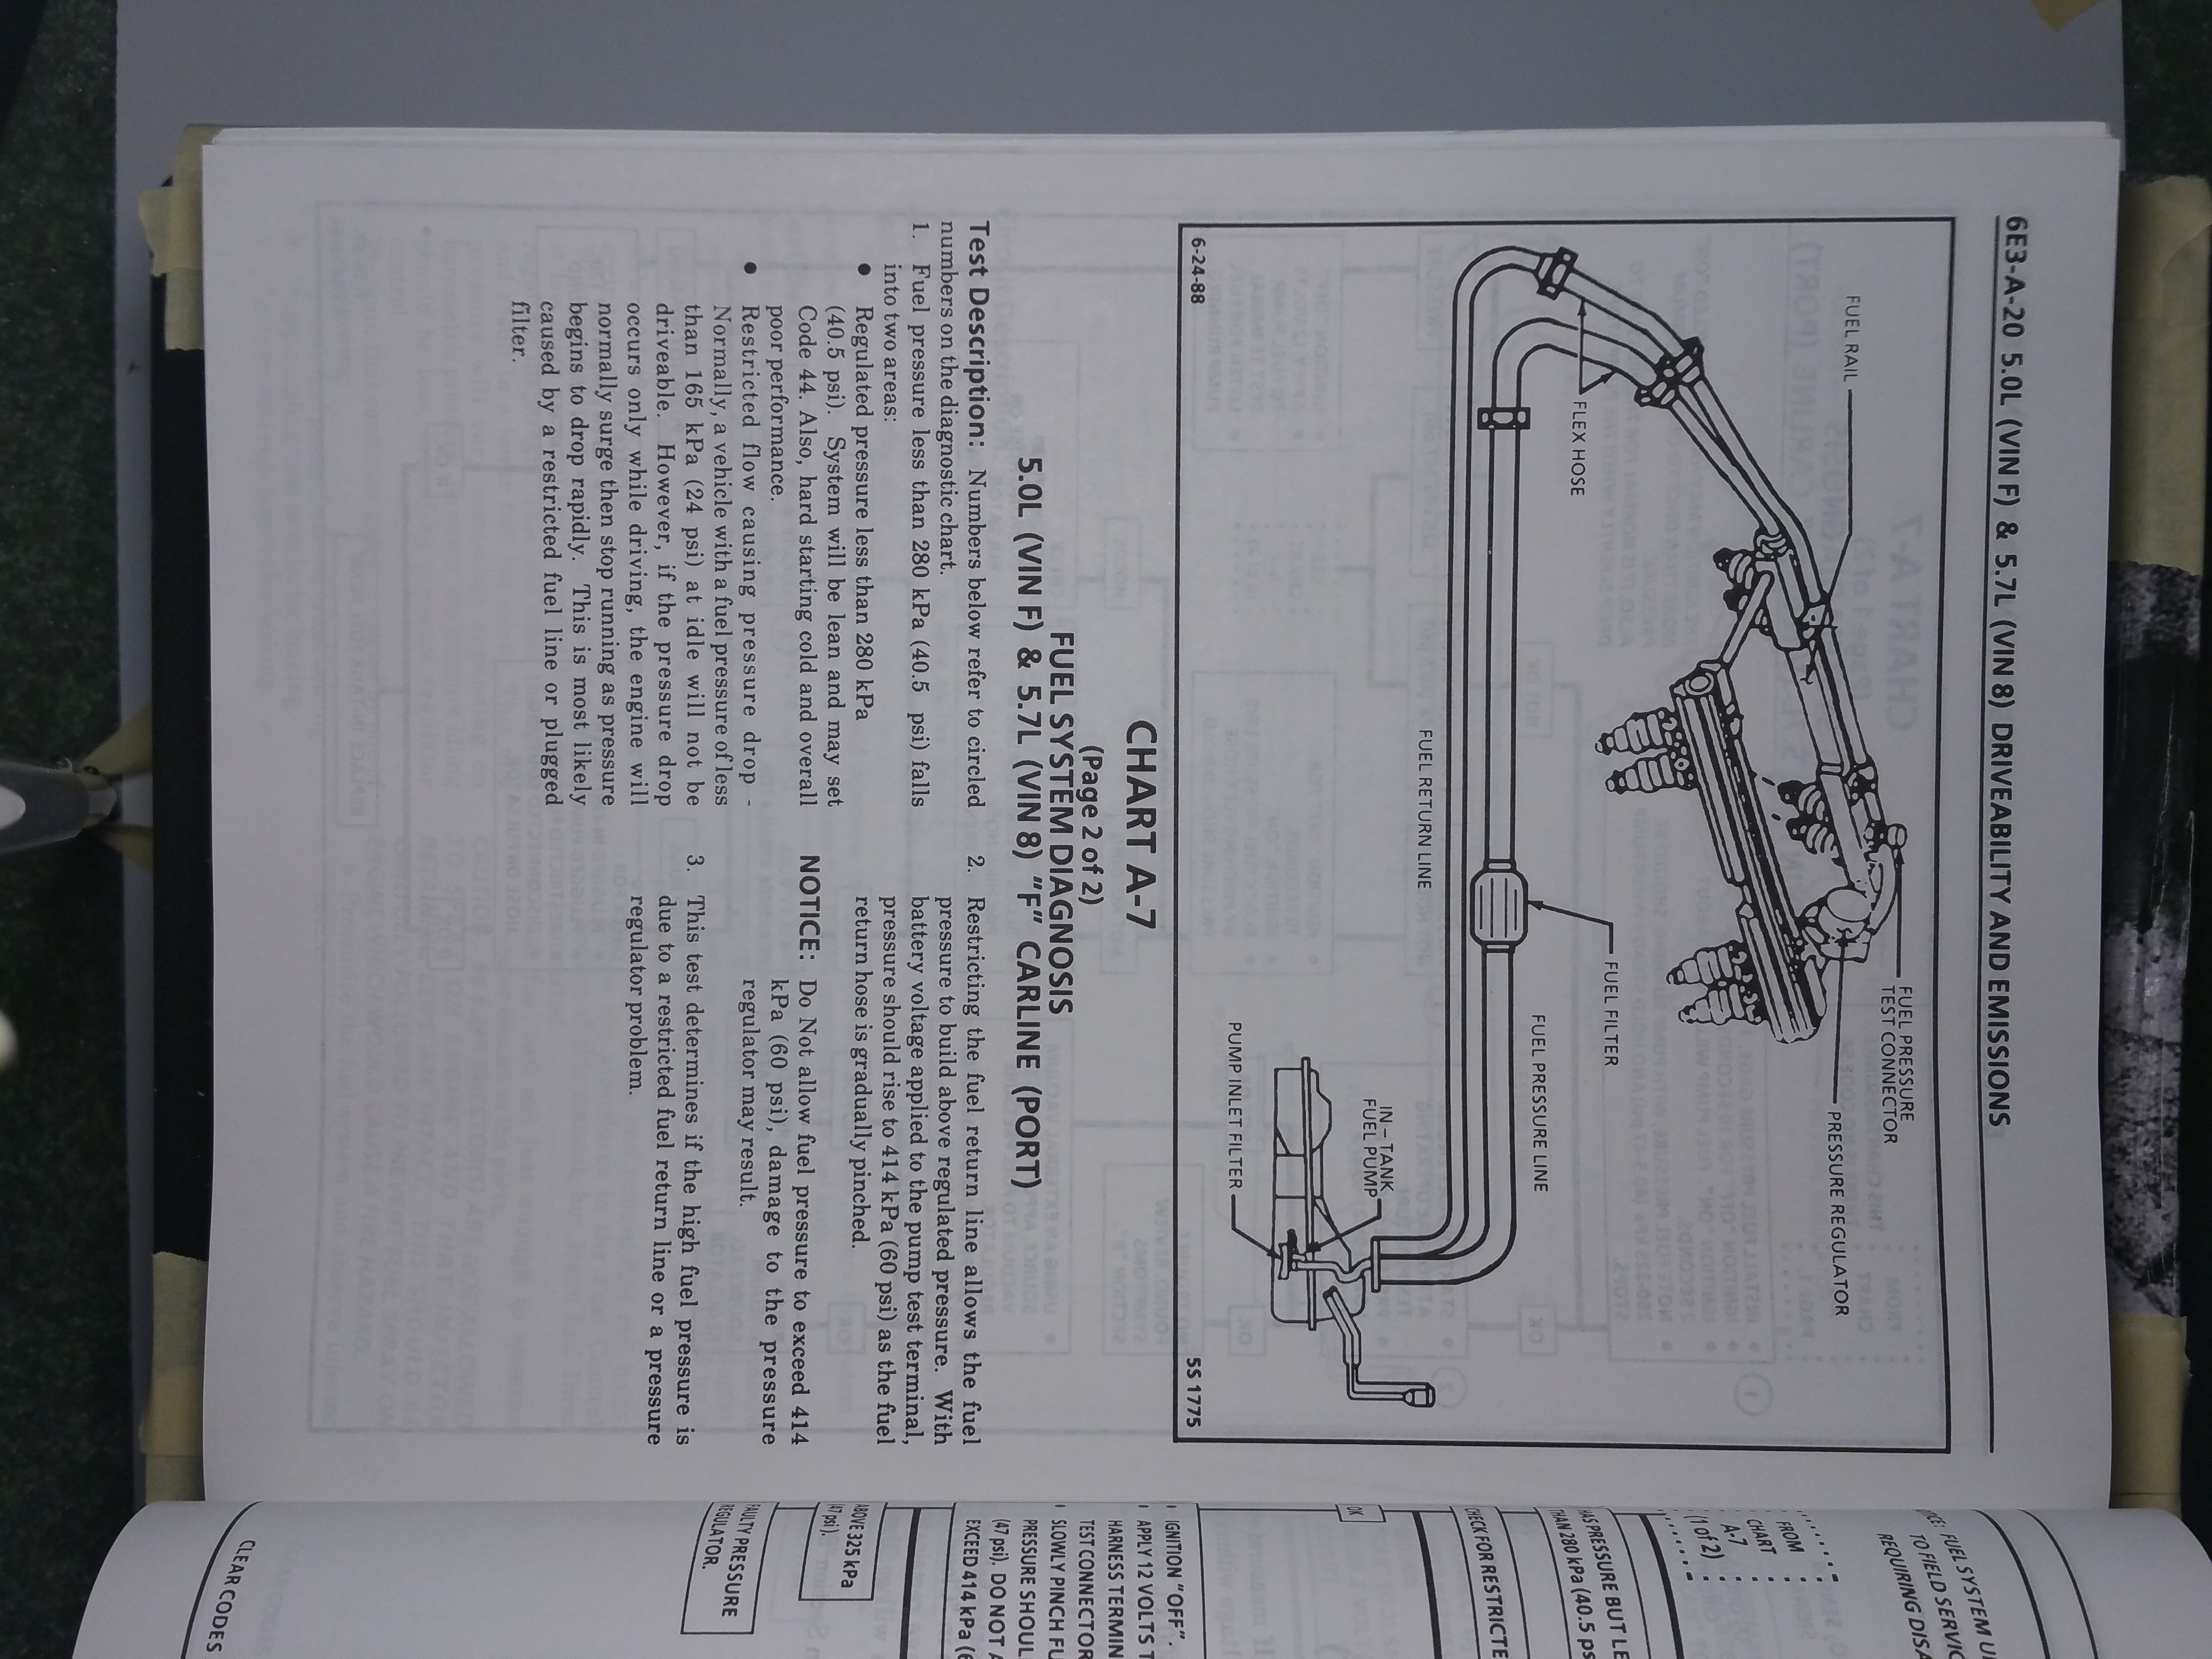 6E3-A-20 5.0L (VIN F) & 5.7L (VIN 8) DRIVEABILITY AND EMISSIONS
FUEL RAIL
FUEL PRESSURE
TEST CONNECTOR
PRESSURE REGULATOR
FLEX HOSE
FUEL FILTER
FUEL PRESSURE LINE
FUEL RETURN LINE
IN-TANK
FUEL PUMP
PUMP INLET FILTER
6-24-88
5S 1775
CHART A-7
(Page 2 of 2)
FUEL SYSTEM DIAGNOSIS
5.0L (VIN F) & 5.7L (VIN 8) "F" CARLINE (PORT)
Test Description: Numbers below refer to circled
numbers on the diagnostic chart.
1. Fuel pressure less than 280 kPa (40.5 psi) falls
into two areas:
● Regulated pressure less than 280 kPa
(40.5 psi). System will be lean and may set
Code 44. Also, hard starting cold and overall
poor performance.
● Restricted flow causing pressure drop -
Normally, a vehicle with a fuel pressure of less
than 165 kPa (24 psi) at idle will not be
driveable. However, if the pressure drop
occurs only while driving, the engine will
normally surge then stop running as pressure
begins to drop rapidly. This is most likely
caused by a restricted fuel line or plugged
filter.
2. Restricting the fuel return line allows the fuel
pressure to build above regulated pressure. With
battery voltage applied to the pump test terminal,
pressure should rise to 414 kPa (60 psi) as the fuel
return hose is gradually pinched.
NOTICE: Do Not allow fuel pressure to exceed 414
kPa (60 psi), damage to the pressure
regulator may result.
3. This test determines if the high fuel pressure is
due to a restricted fuel return line or a pressure
regulator problem.
FUEL SYSTEM
TO FIELD
REQUIRING
FROM
CHART
A-7
(1 of 2)
HAS PRESSURE BUT
THAN 280 kPa (40.5
CHECK FOR
OK
IGNITION "OFF".
APPLY 12 VOLTS
HARNESS
TEST CONNECTOR
SLOWLY PINCH
PRESSURE
(47 psi). DO NOT
EXCEED 414 kPa
ABOVE 325 kPa
(47 psi).
FAULTY PRESSURE
REGULATOR.
CLEAR CODES